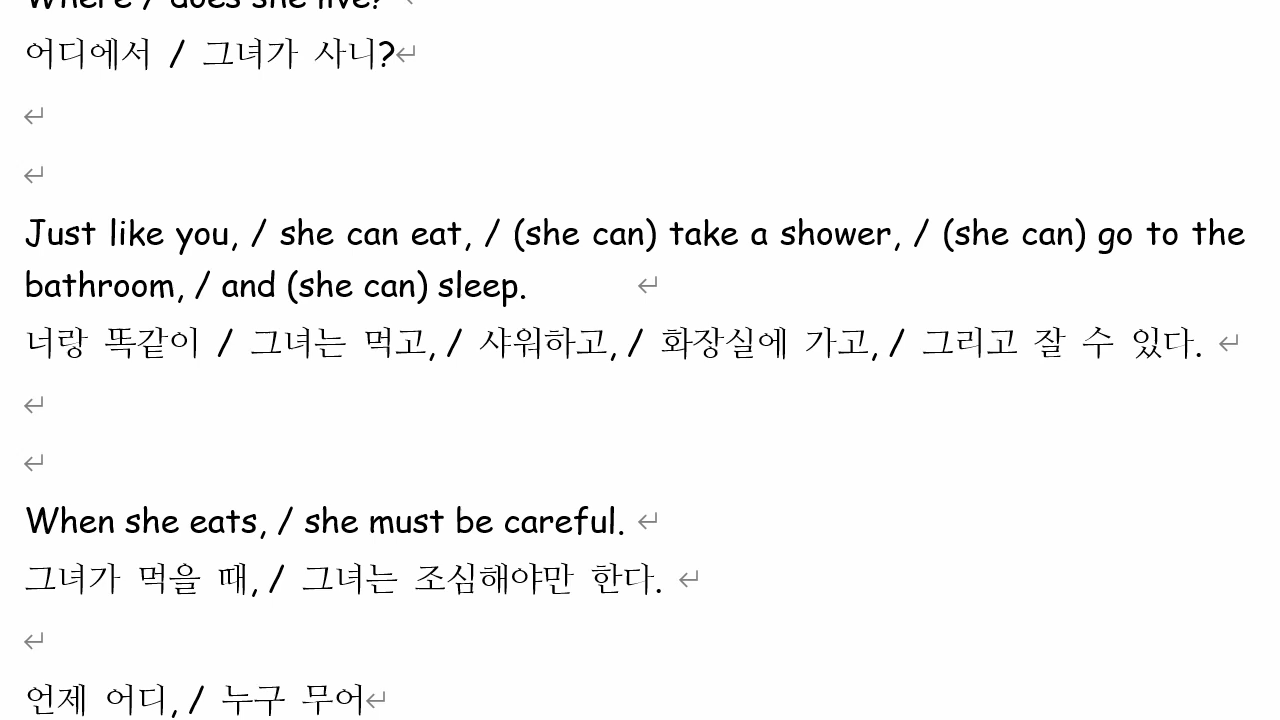 Where / does she live?
어디에서 / 그녀가 사니?
Just like you, / she can eat, / (she can) take a shower, / (she can) go to the
bathroom, / and (she can) sleep.
너랑 똑같이 / 그녀는 먹고, / 샤워하고, / 화장실에 가고, / 그리고 잘 수 있다.
When she eats, / she must be careful.
그녀가 먹을 때, / 그녀는 조심해야만 한다.
언제 어디, / 누구 무어